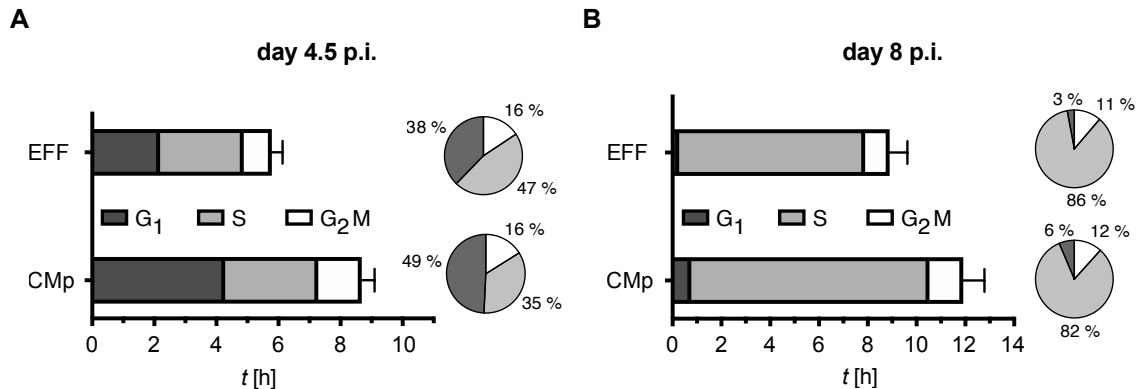 A
day 4.5 p.i.
EFF
CMp
G1
S
G2M
0 2 4 6 8 10
t [h]
38 %
16 %
47 %
49 %
16 %
35 %
B
day 8 p.i.
EFF
CMp
G1
S
G2M
0 2 4 6 8 10 12 14
t [h]
3 %
11 %
86 %
6 %
12 %
82 %